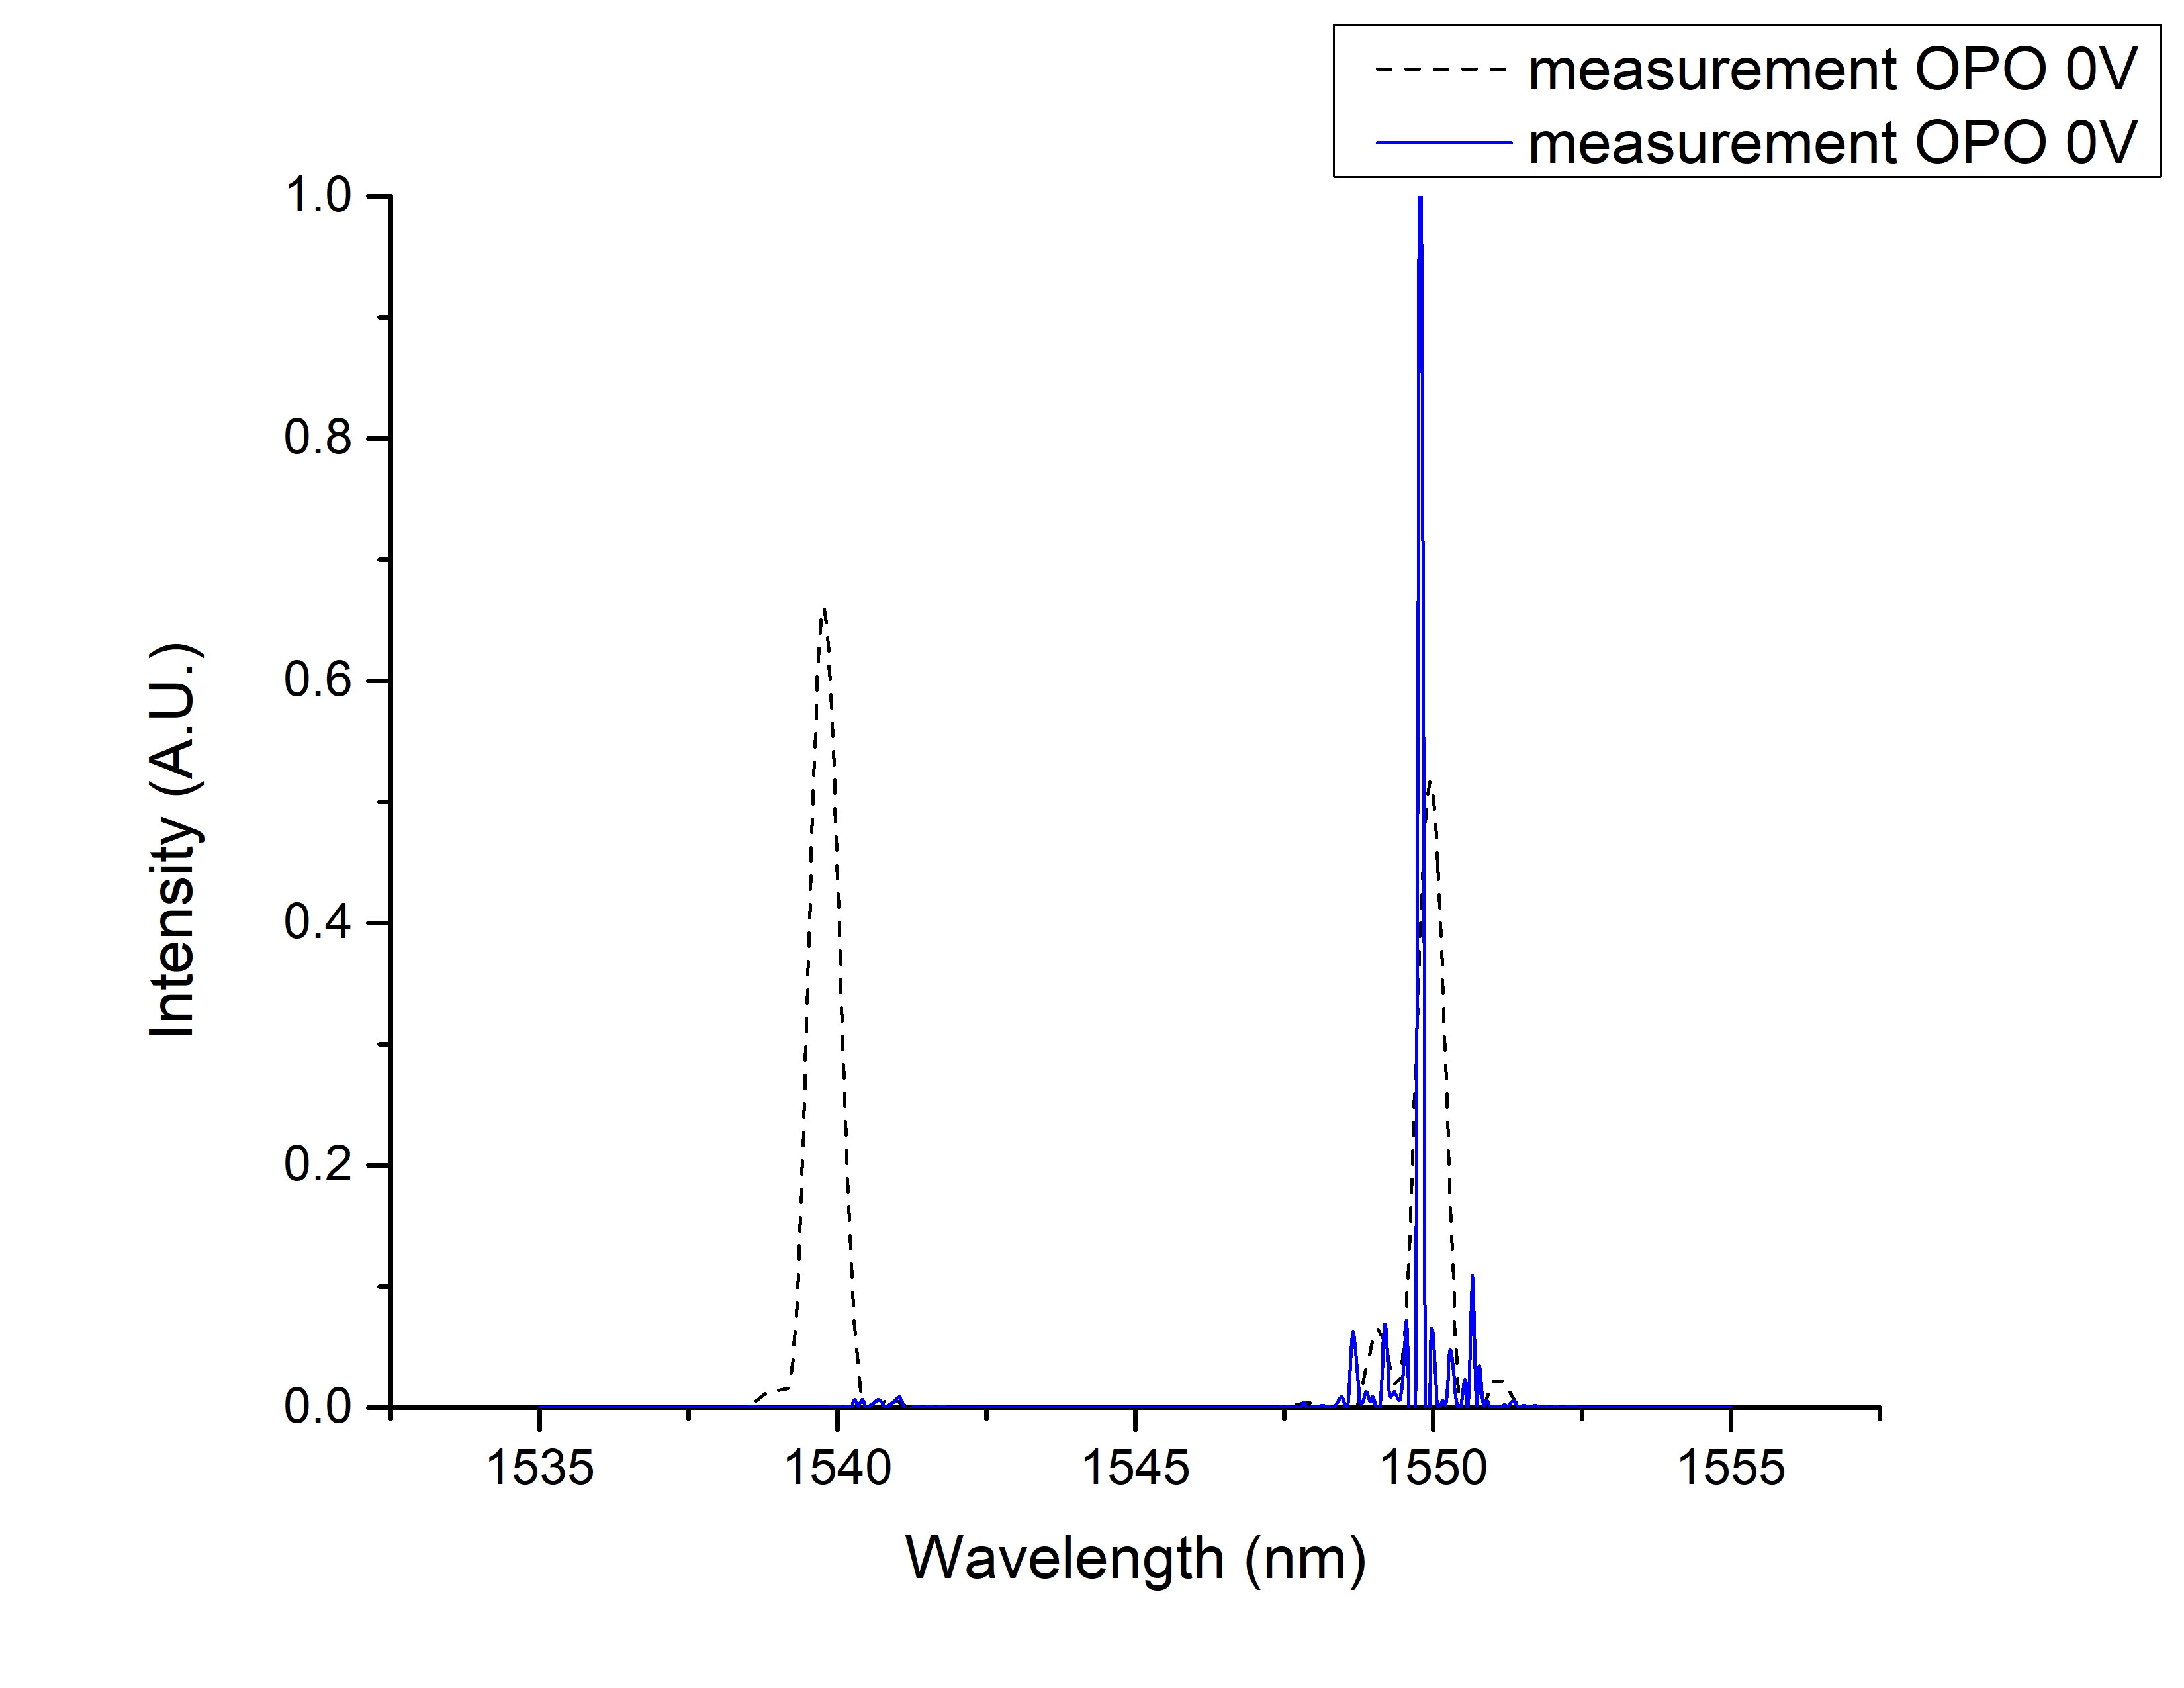 measurement OPO 0V
measurement OPO 0V
1.0
0.8
0.6
0.4
0.2
0.0
Intensity (A.U.)
1535 1540 1545 1550 1555
Wavelength (nm)